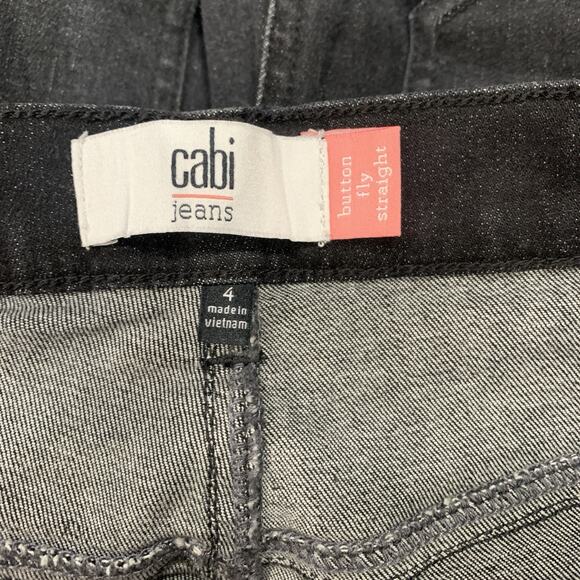 cabi
jeans
button
fly
straight
4
made in
vietnam